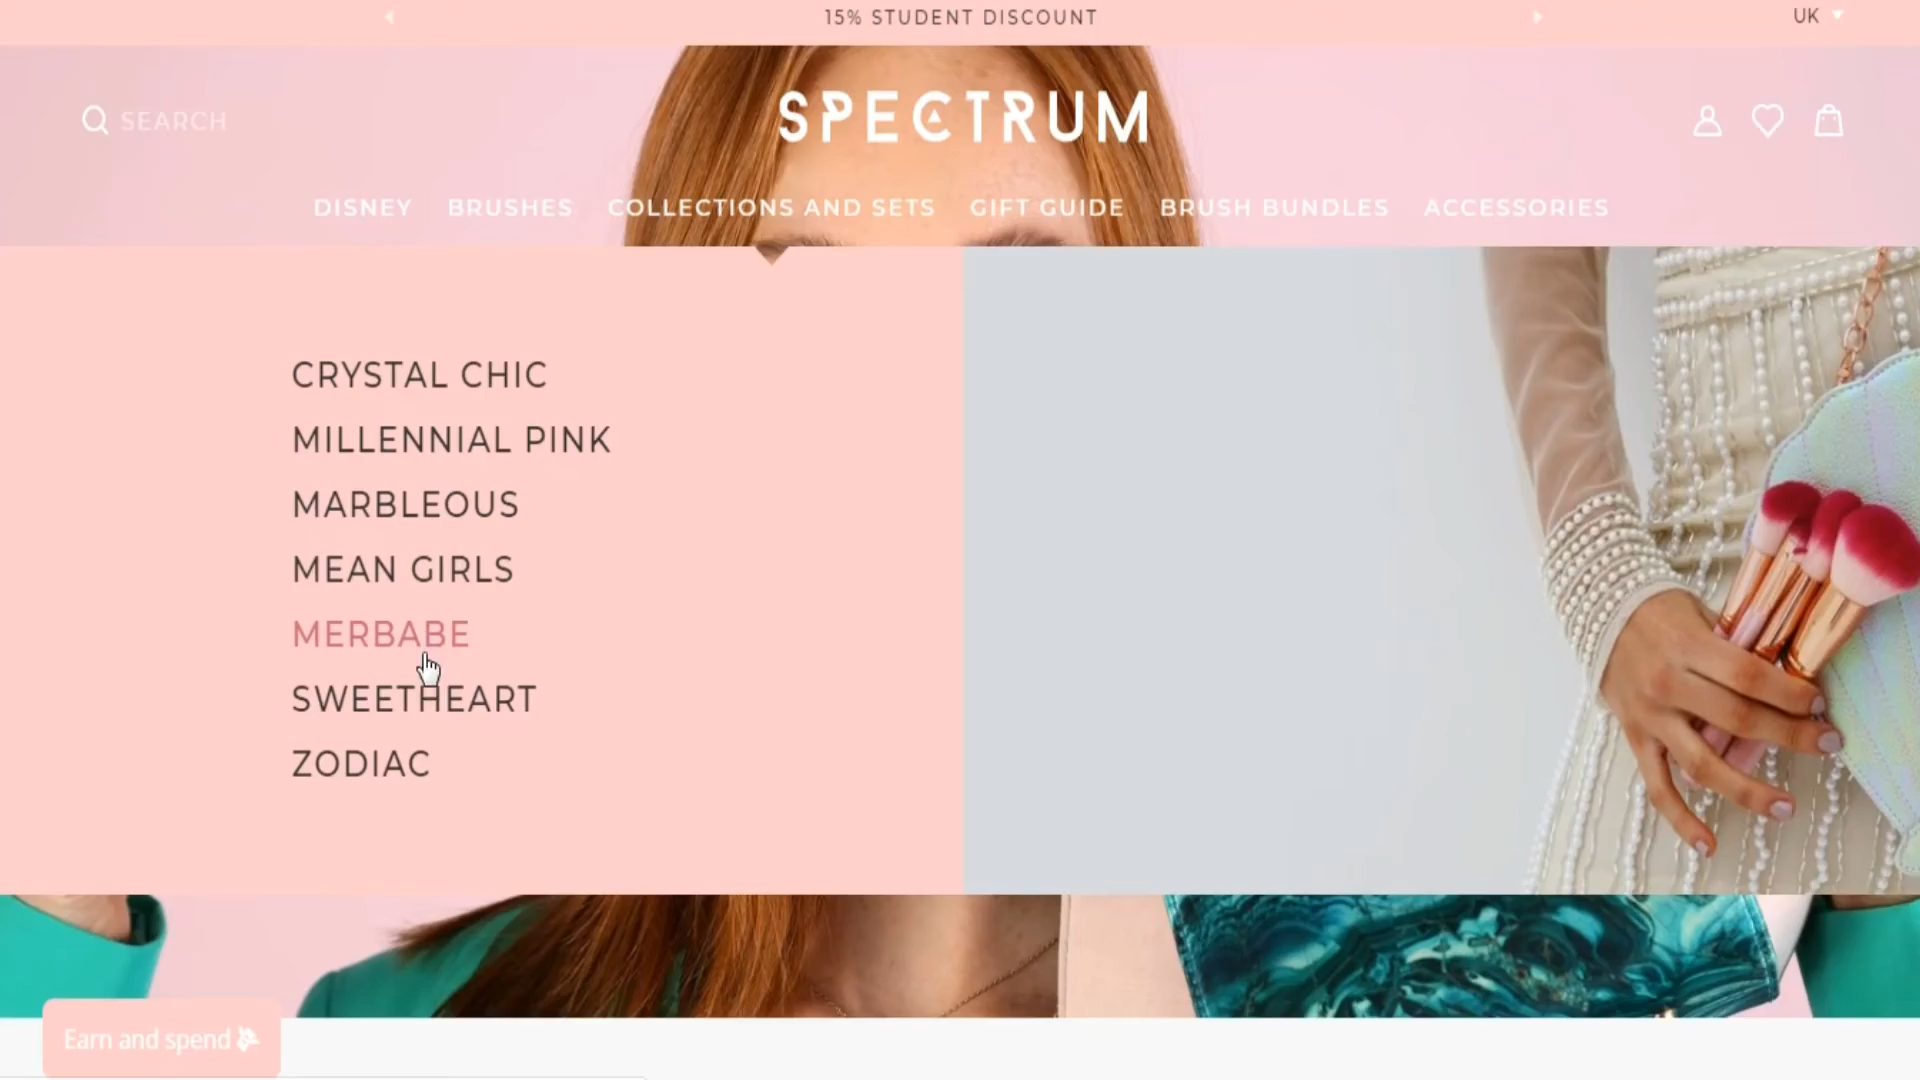 15% STUDENT DISCOUNT
UK
SEARCH
SPECTRUM
DISNEY BRUSHES COLLECTIONS AND SETS GIFT GUIDE BRUSH BUNDLES ACCESSORIES
CRYSTAL CHIC
MILLENNIAL PINK
MARBLEOUS
MEAN GIRLS
MERBABE
SWEETHEART
ZODIAC
Earn and spend